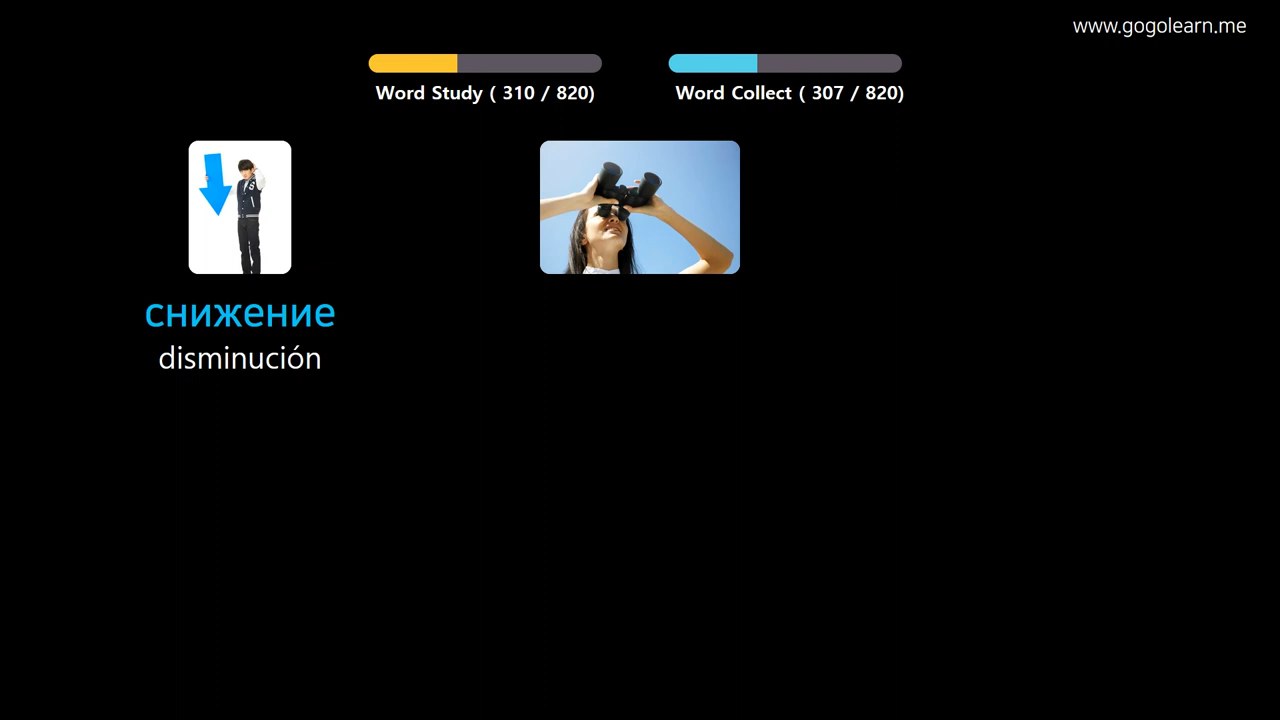 www.gogolearn.me
Word Study ( 310 / 820)
Word Collect ( 307 / 820)
снижение
disminución